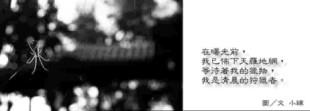 在曙光前，
我已佈下天羅地網，
等待著我的獵物，
我是清晨的狩獵者。
圖／文 小練